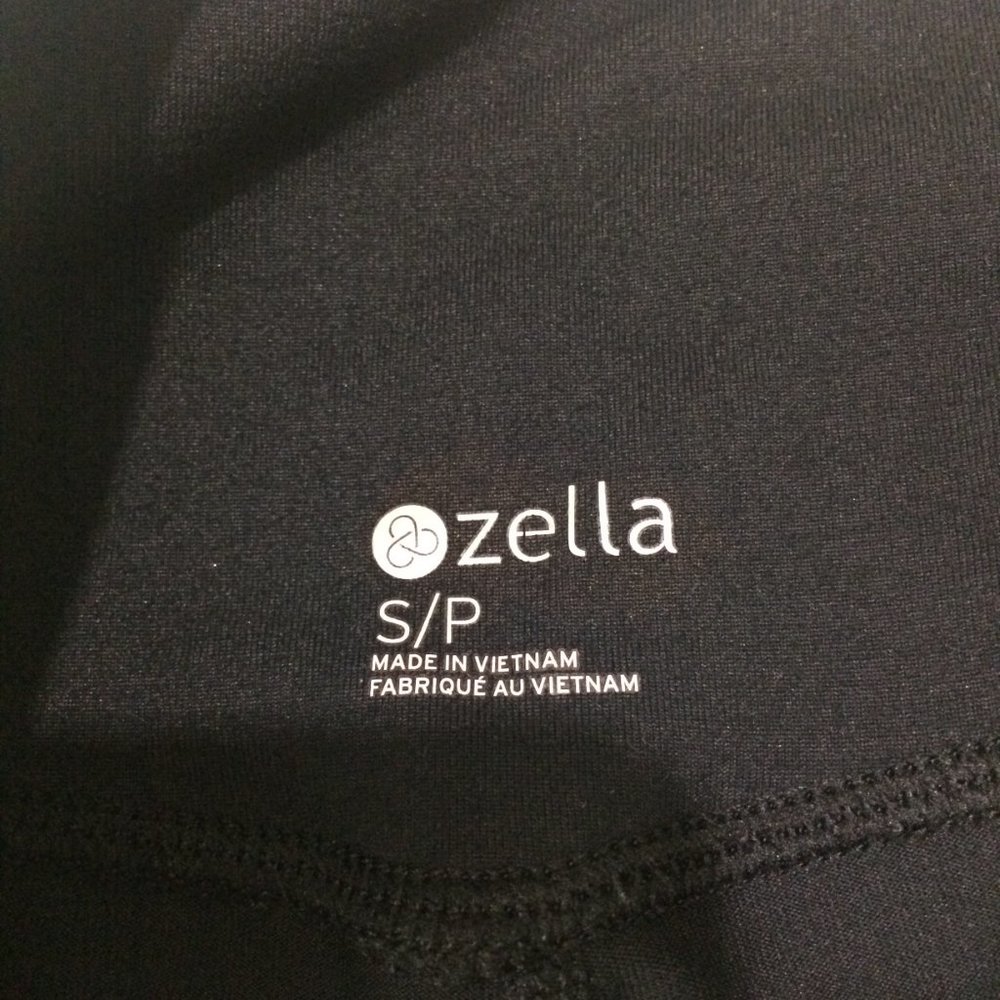 zella
S/P
MADE IN VIETNAM
FABRIQUÉ AU VIETNAM